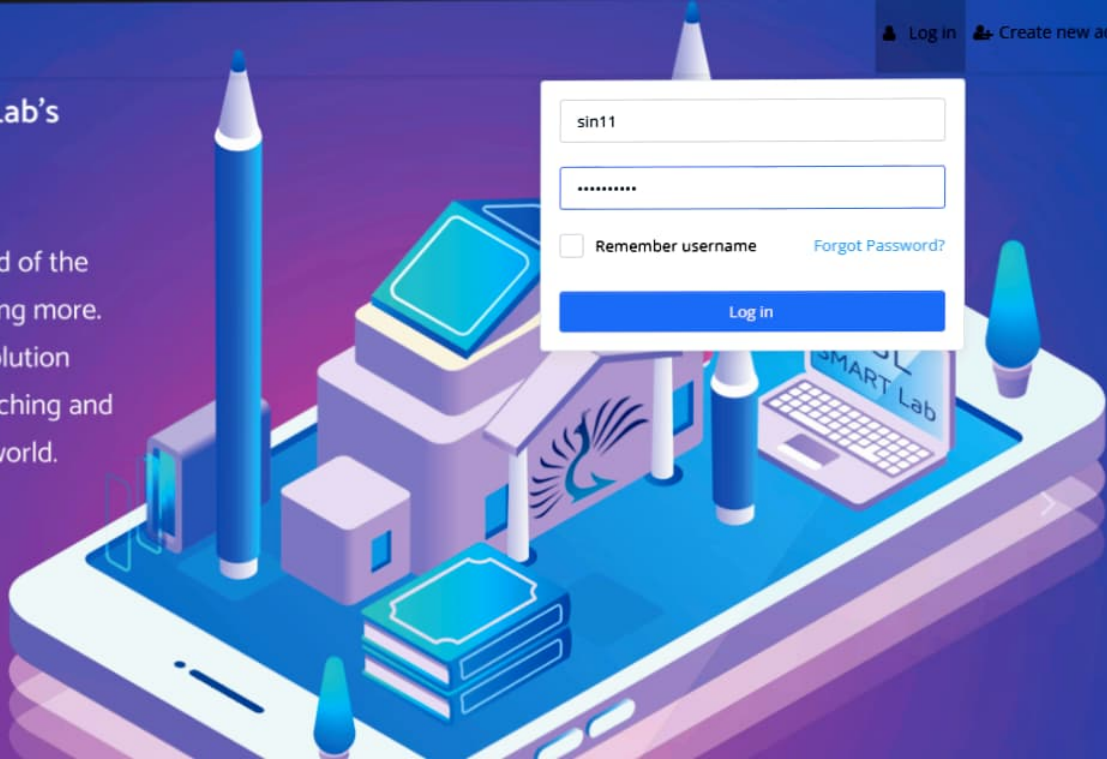 Log in
Create new
Lab's
sin11
••••••••••
Remember username
Forgot Password?
Log in
d of the
ng more.
olution
ching and
world.
SMART Lab